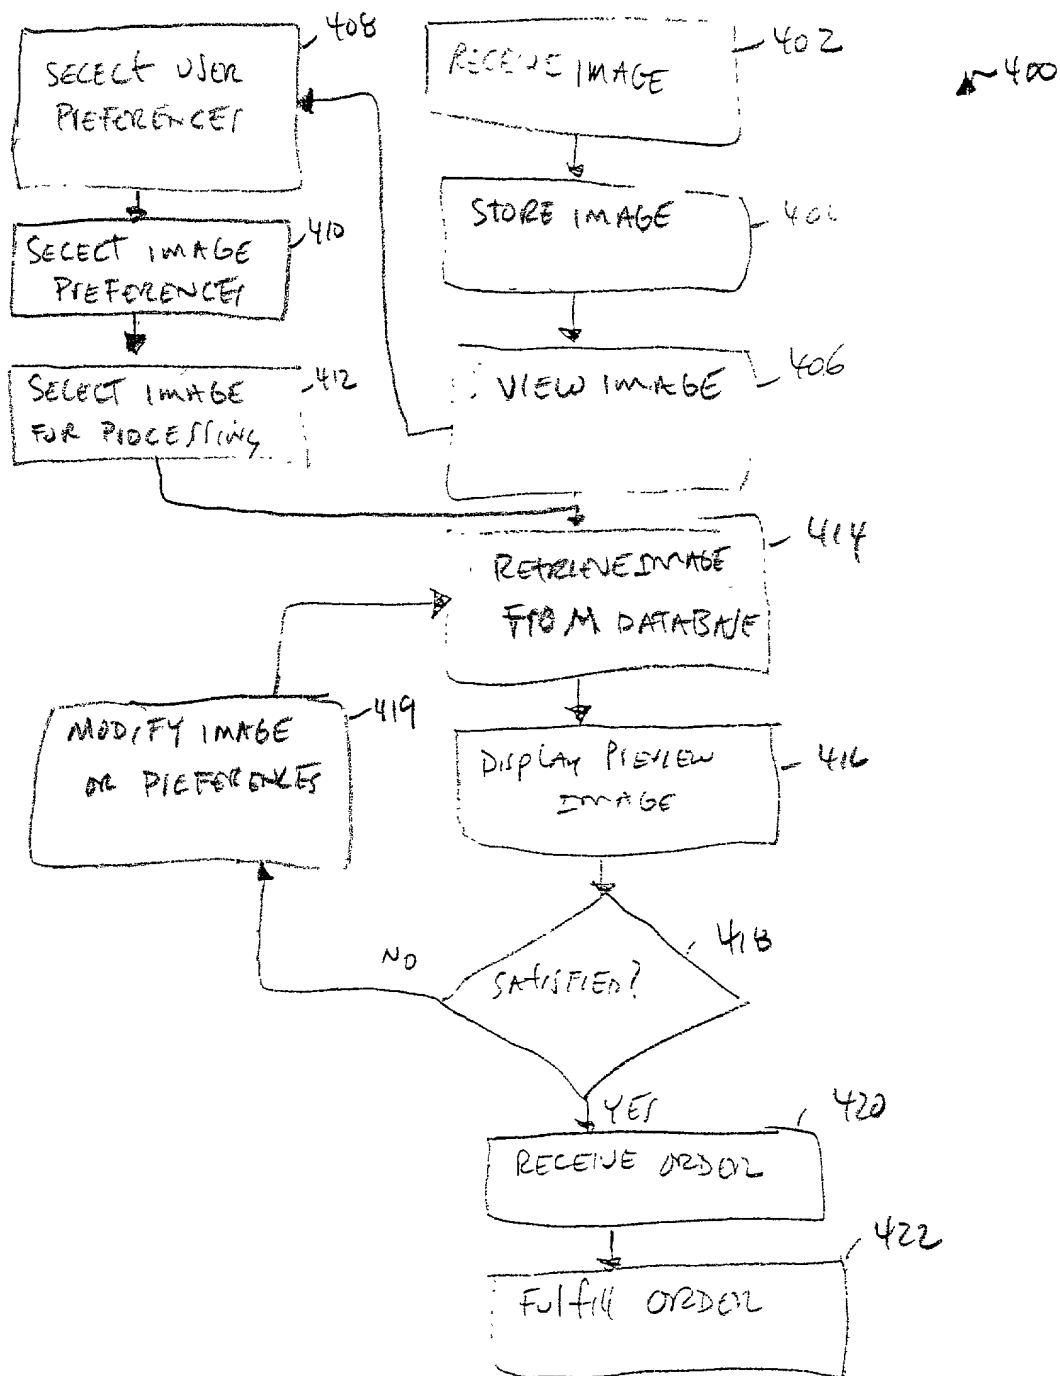 400
RECEIVE IMAGE
402
STORE IMAGE
VIEW IMAGE
406
SELECT USER
PREFERENCES
408
SELECT IMAGE
PREFERENCES
410
SELECT IMAGE
FOR PROCESSING
412
RETRIEVE IMAGE
FROM DATABASE
414
DISPLAY PREVIEW
IMAGE
416
SATISFIED?
418
NO
MODIFY IMAGE
OR PREFERENCES
419
YES
RECEIVE ORDER
420
Fulfill ORDER
422